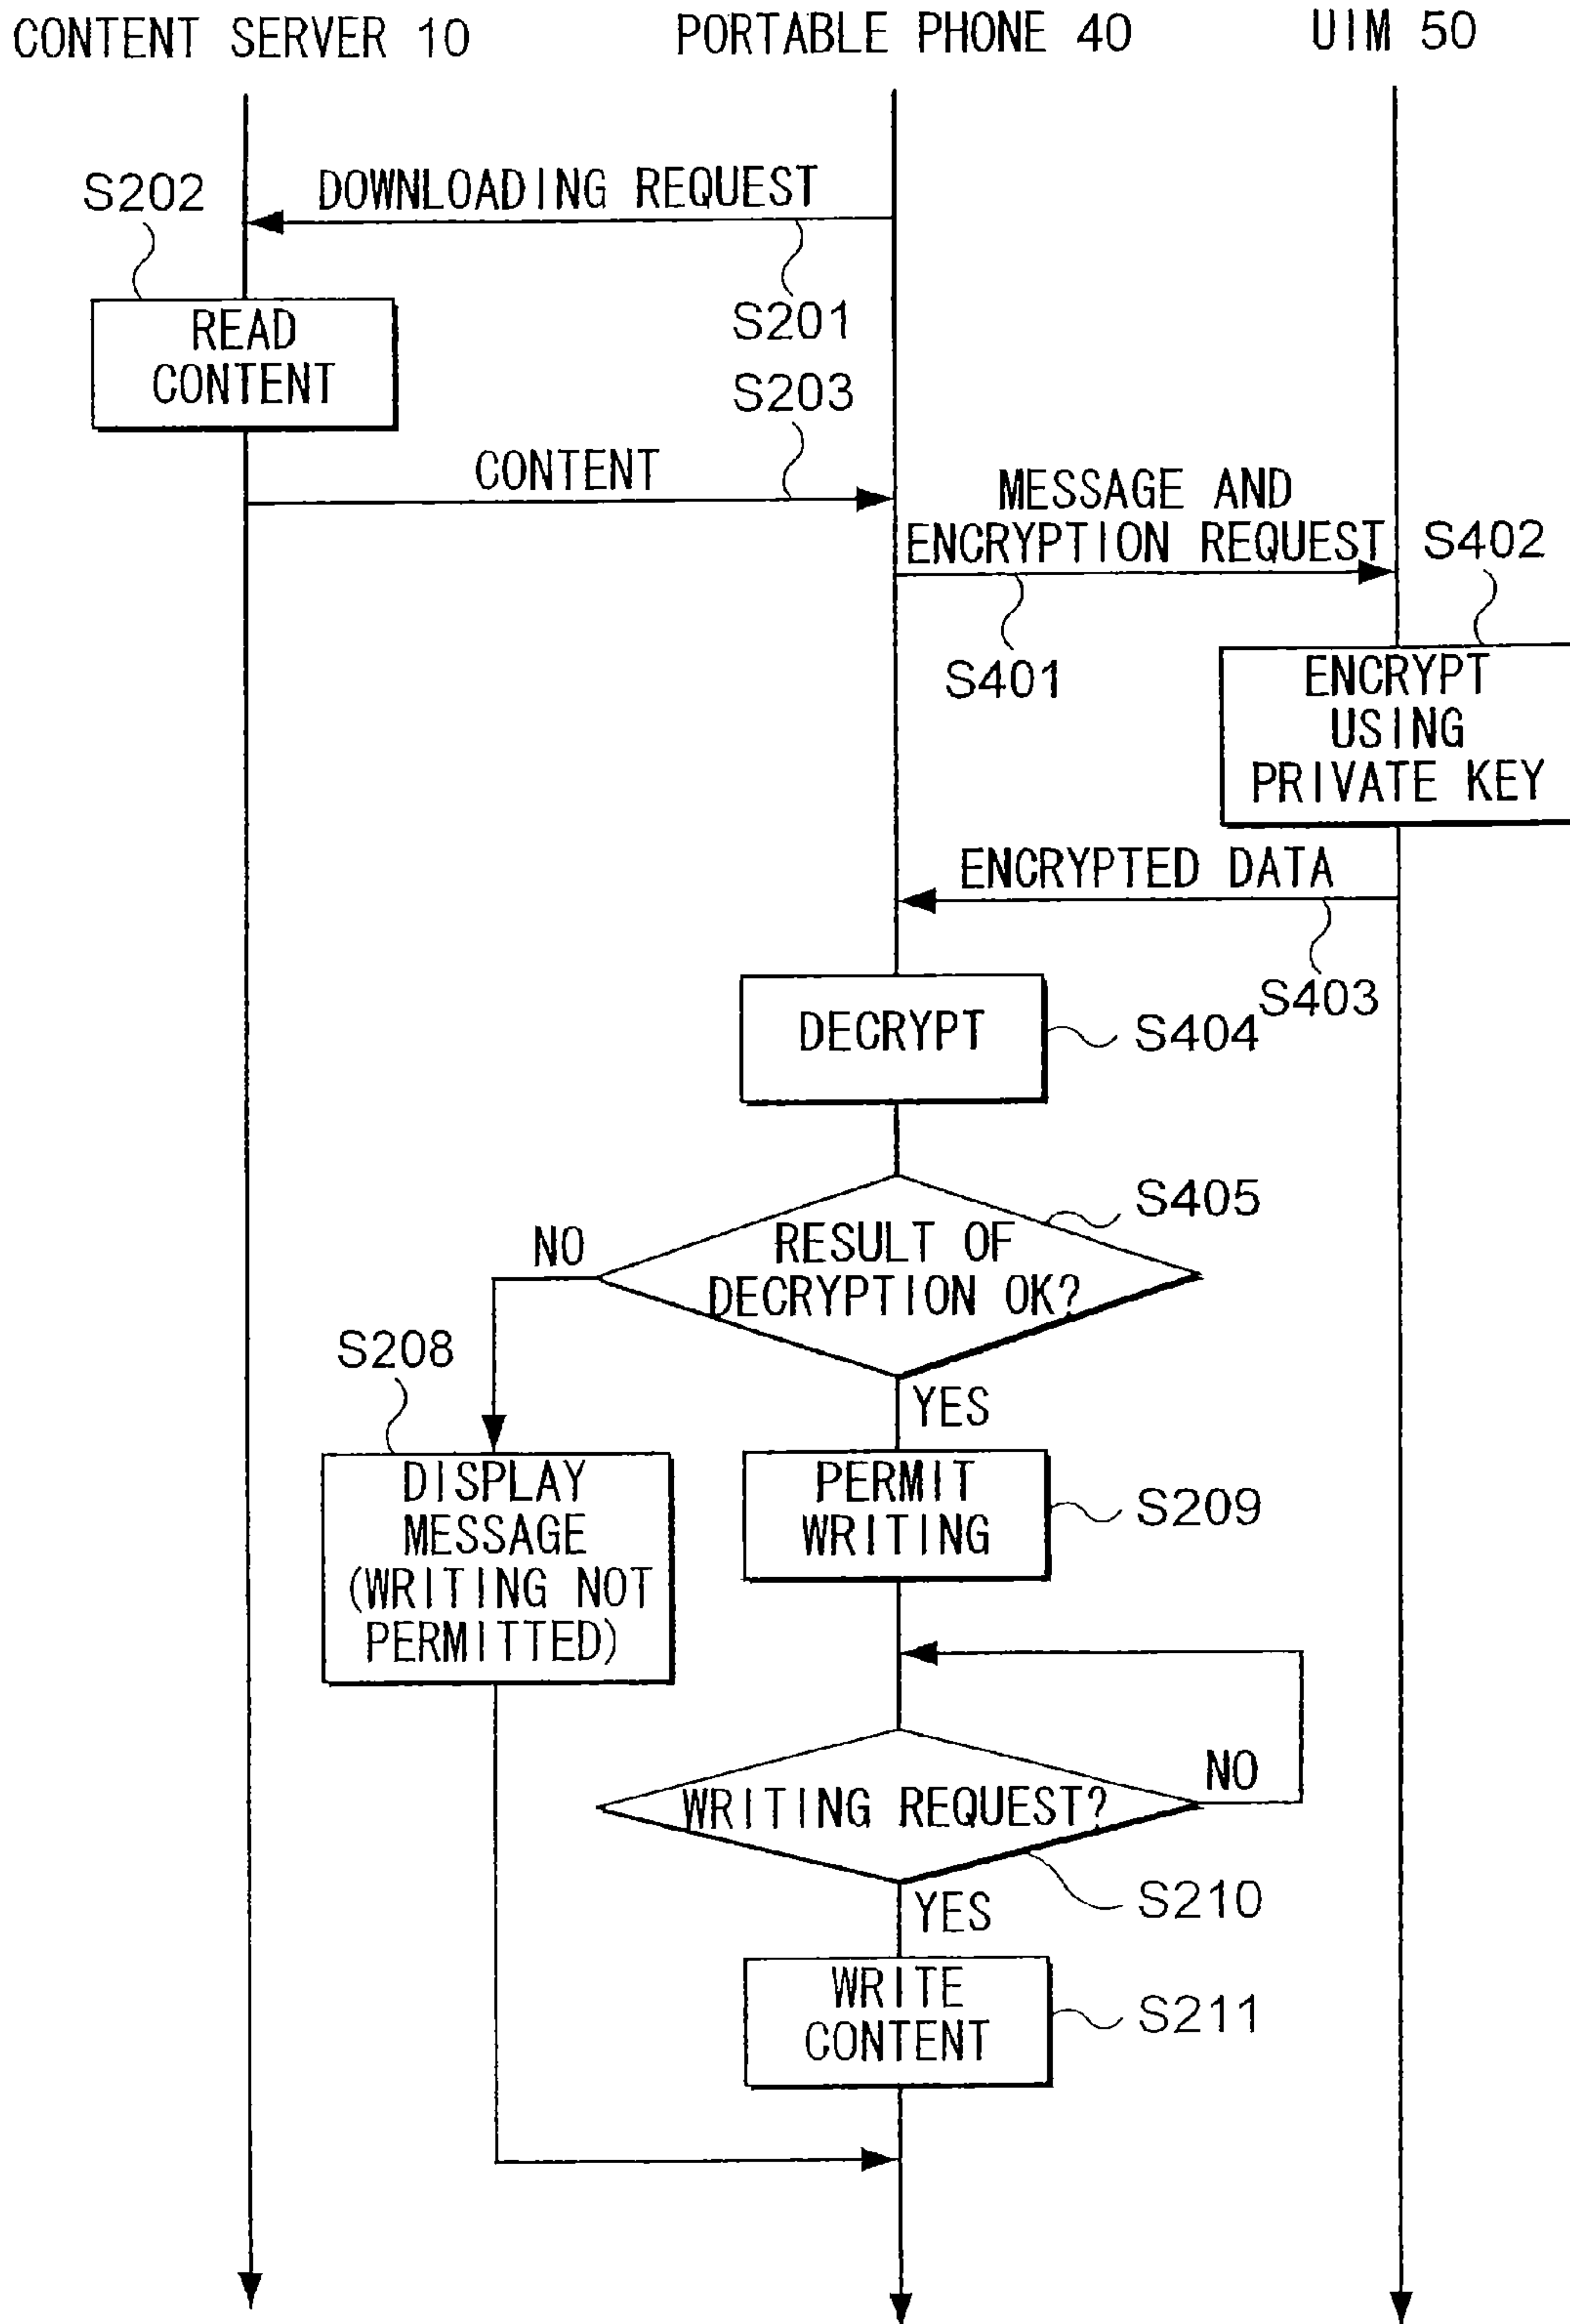 CONTENT SERVER 10
PORTABLE PHONE 40
UIM 50
S202
DOWNLOADING REQUEST
S201
READ
CONTENT
S203
CONTENT
MESSAGE AND
ENCRYPTION REQUEST
S402
S401
ENCRYPT
USING
PRIVATE KEY
ENCRYPTED DATA
S403
DECRYPT
S404
S405
NO
RESULT OF
DECRYPTION OK?
S208
YES
DISPLAY
MESSAGE
(WRITING NOT
PERMITTED)
PERMIT
WRITING
S209
NO
WRITING REQUEST?
S210
YES
WRITE
CONTENT
S211